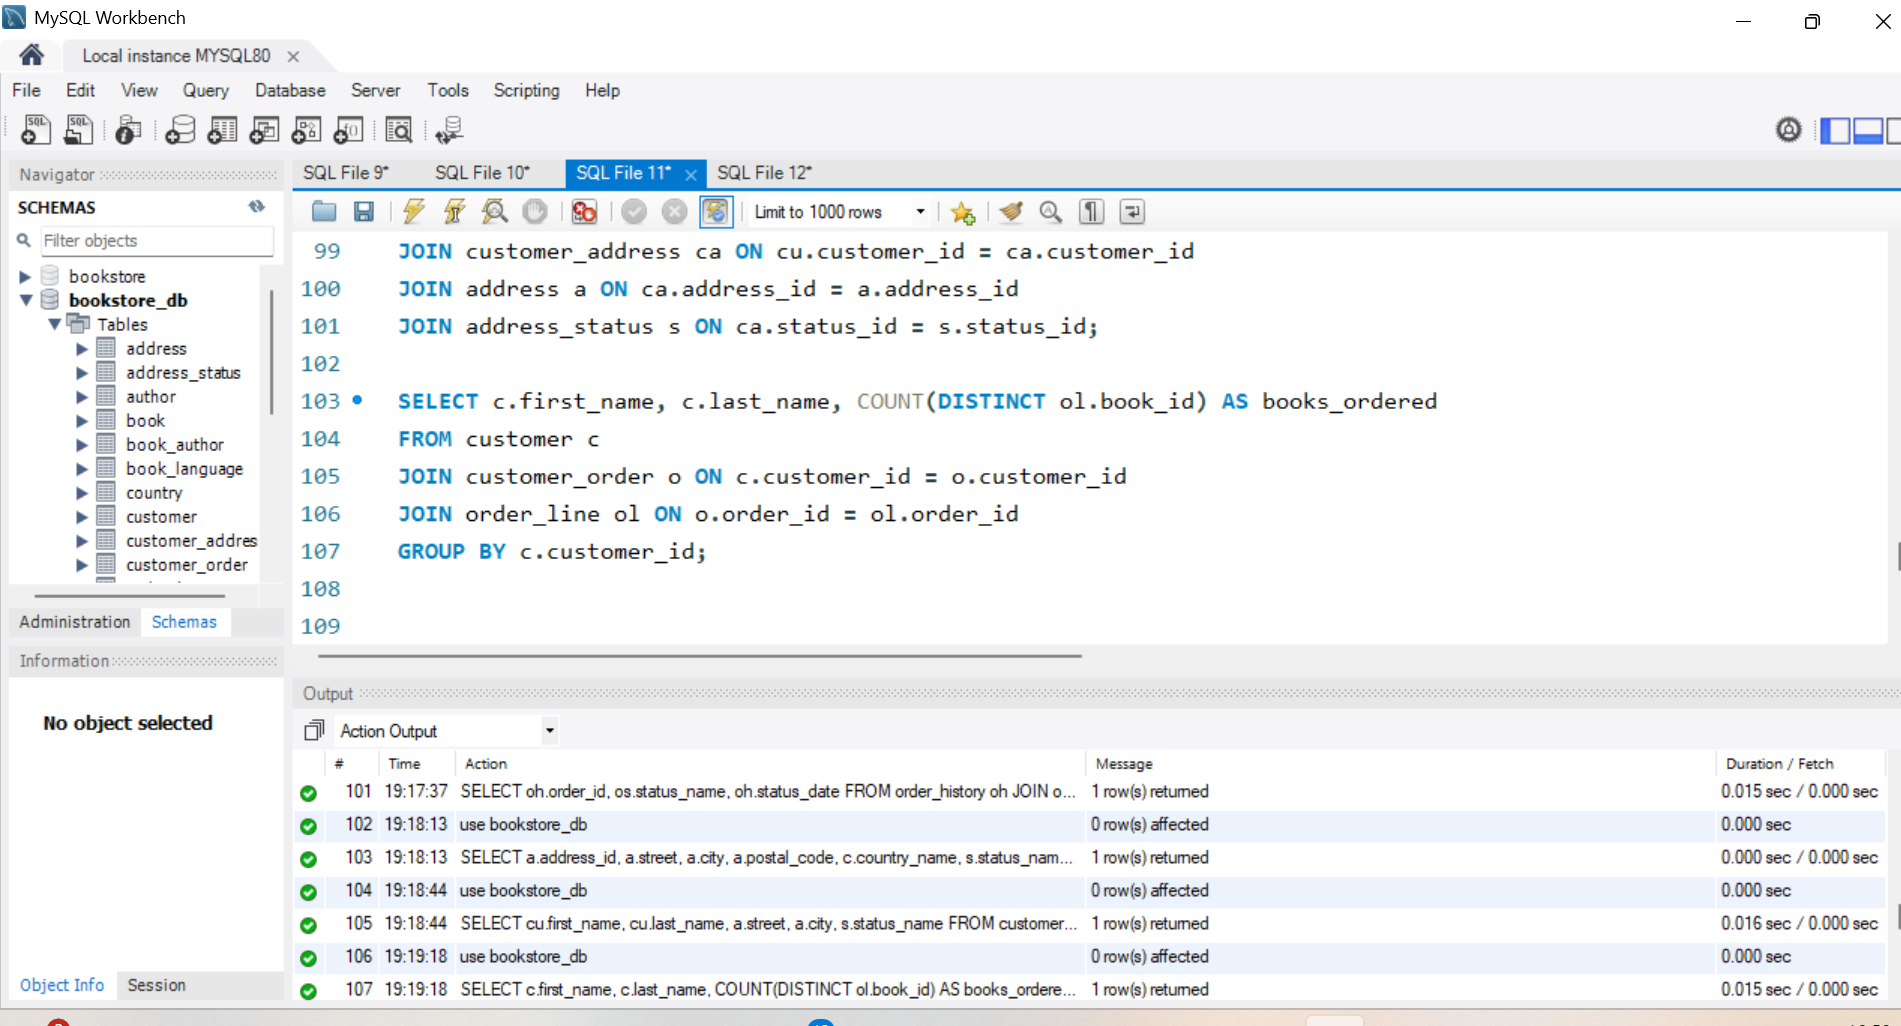 MySQL Workbench
Local instance MYSQL80
File Edit View Query Database Server Tools Scripting Help
Navigator
SCHEMAS
Filter objects
bookstore
bookstore_db
Tables
address
address_status
author
book
book_author
book_language
country
customer
customer_addres
customer_order
Administration Schemas
Information
No object selected
Object Info Session
SQL File 9* SQL File 10* SQL File 11* SQL File 12*
Limit to 1000 rows
99 JOIN customer_address ca ON cu.customer_id = ca.customer_id
100 JOIN address a ON ca.address_id = a.address_id
101 JOIN address_status s ON ca.status_id = s.status_id;
102
103 SELECT c.first_name, c.last_name, COUNT(DISTINCT ol.book_id) AS books_ordered
104 FROM customer c
105 JOIN customer_order o ON c.customer_id = o.customer_id
106 JOIN order_line ol ON o.order_id = ol.order_id
107 GROUP BY c.customer_id;
108
109
Output
Action Output
# Time Action Message Duration / Fetch
101 19:17:37 SELECT oh.order_id, os.status_name, oh.status_date FROM order_history oh JOIN o... 1 row(s) returned 0.015 sec / 0.000 sec
102 19:18:13 use bookstore_db 0 row(s) affected 0.000 sec
103 19:18:13 SELECT a.address_id, a.street, a.city, a.postal_code, c.country_name, s.status_nam... 1 row(s) returned 0.000 sec / 0.000 sec
104 19:18:44 use bookstore_db 0 row(s) affected 0.000 sec
105 19:18:44 SELECT cu.first_name, cu.last_name, a.street, a.city, s.status_name FROM customer... 1 row(s) returned 0.016 sec / 0.000 sec
106 19:19:18 use bookstore_db 0 row(s) affected 0.000 sec
107 19:19:18 SELECT c.first_name, c.last_name, COUNT(DISTINCT ol.book_id) AS books_ordere... 1 row(s) returned 0.015 sec / 0.000 sec